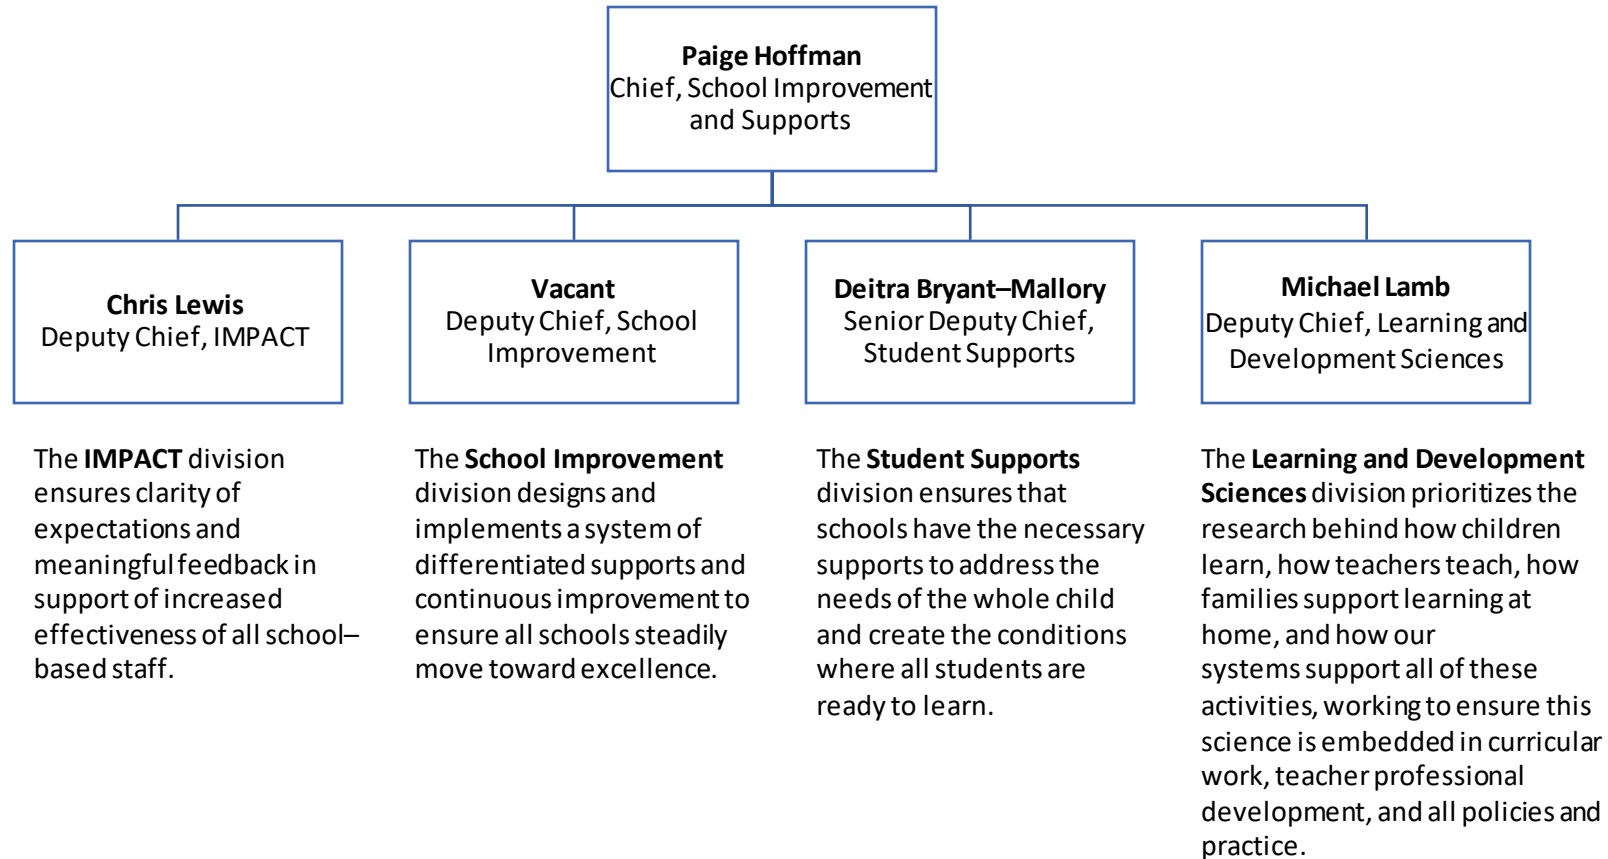 Paige Hoffman
Chief, School Improvement
and Supports
Chris Lewis
Deputy Chief, IMPACT
Vacant
Deputy Chief, School
Improvement
Deitra Bryant–Mallory
Senior Deputy Chief,
Student Supports
Michael Lamb
Deputy Chief, Learning and
Development Sciences
The IMPACT division
ensures clarity of
expectations and
meaningful feedback in
support of increased
effectiveness of all school–
based staff.
The School Improvement
division designs and
implements a system of
differentiated supports and
continuous improvement to
ensure all schools steadily
move toward excellence.
The Student Supports
division ensures that
schools have the necessary
supports to address the
needs of the whole child
and create the conditions
where all students are
ready to learn.
The Learning and Development
Sciences division prioritizes the
research behind how children
learn, how teachers teach, how
families support learning at
home, and how our
systems support all of these
activities, working to ensure this
science is embedded in curricular
work, teacher professional
development, and all policies and
practice.